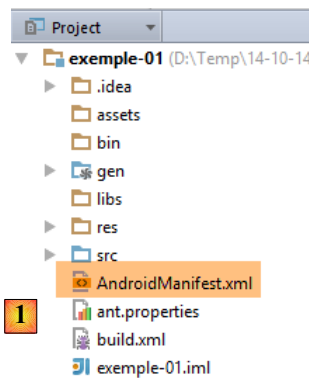 Project
exemple-01 (D:\Temp\14-10-14
.idea
assets
bin
gen
libs
res
src
AndroidManifest.xml
1
ant.properties
build.xml
exemple-01.iml